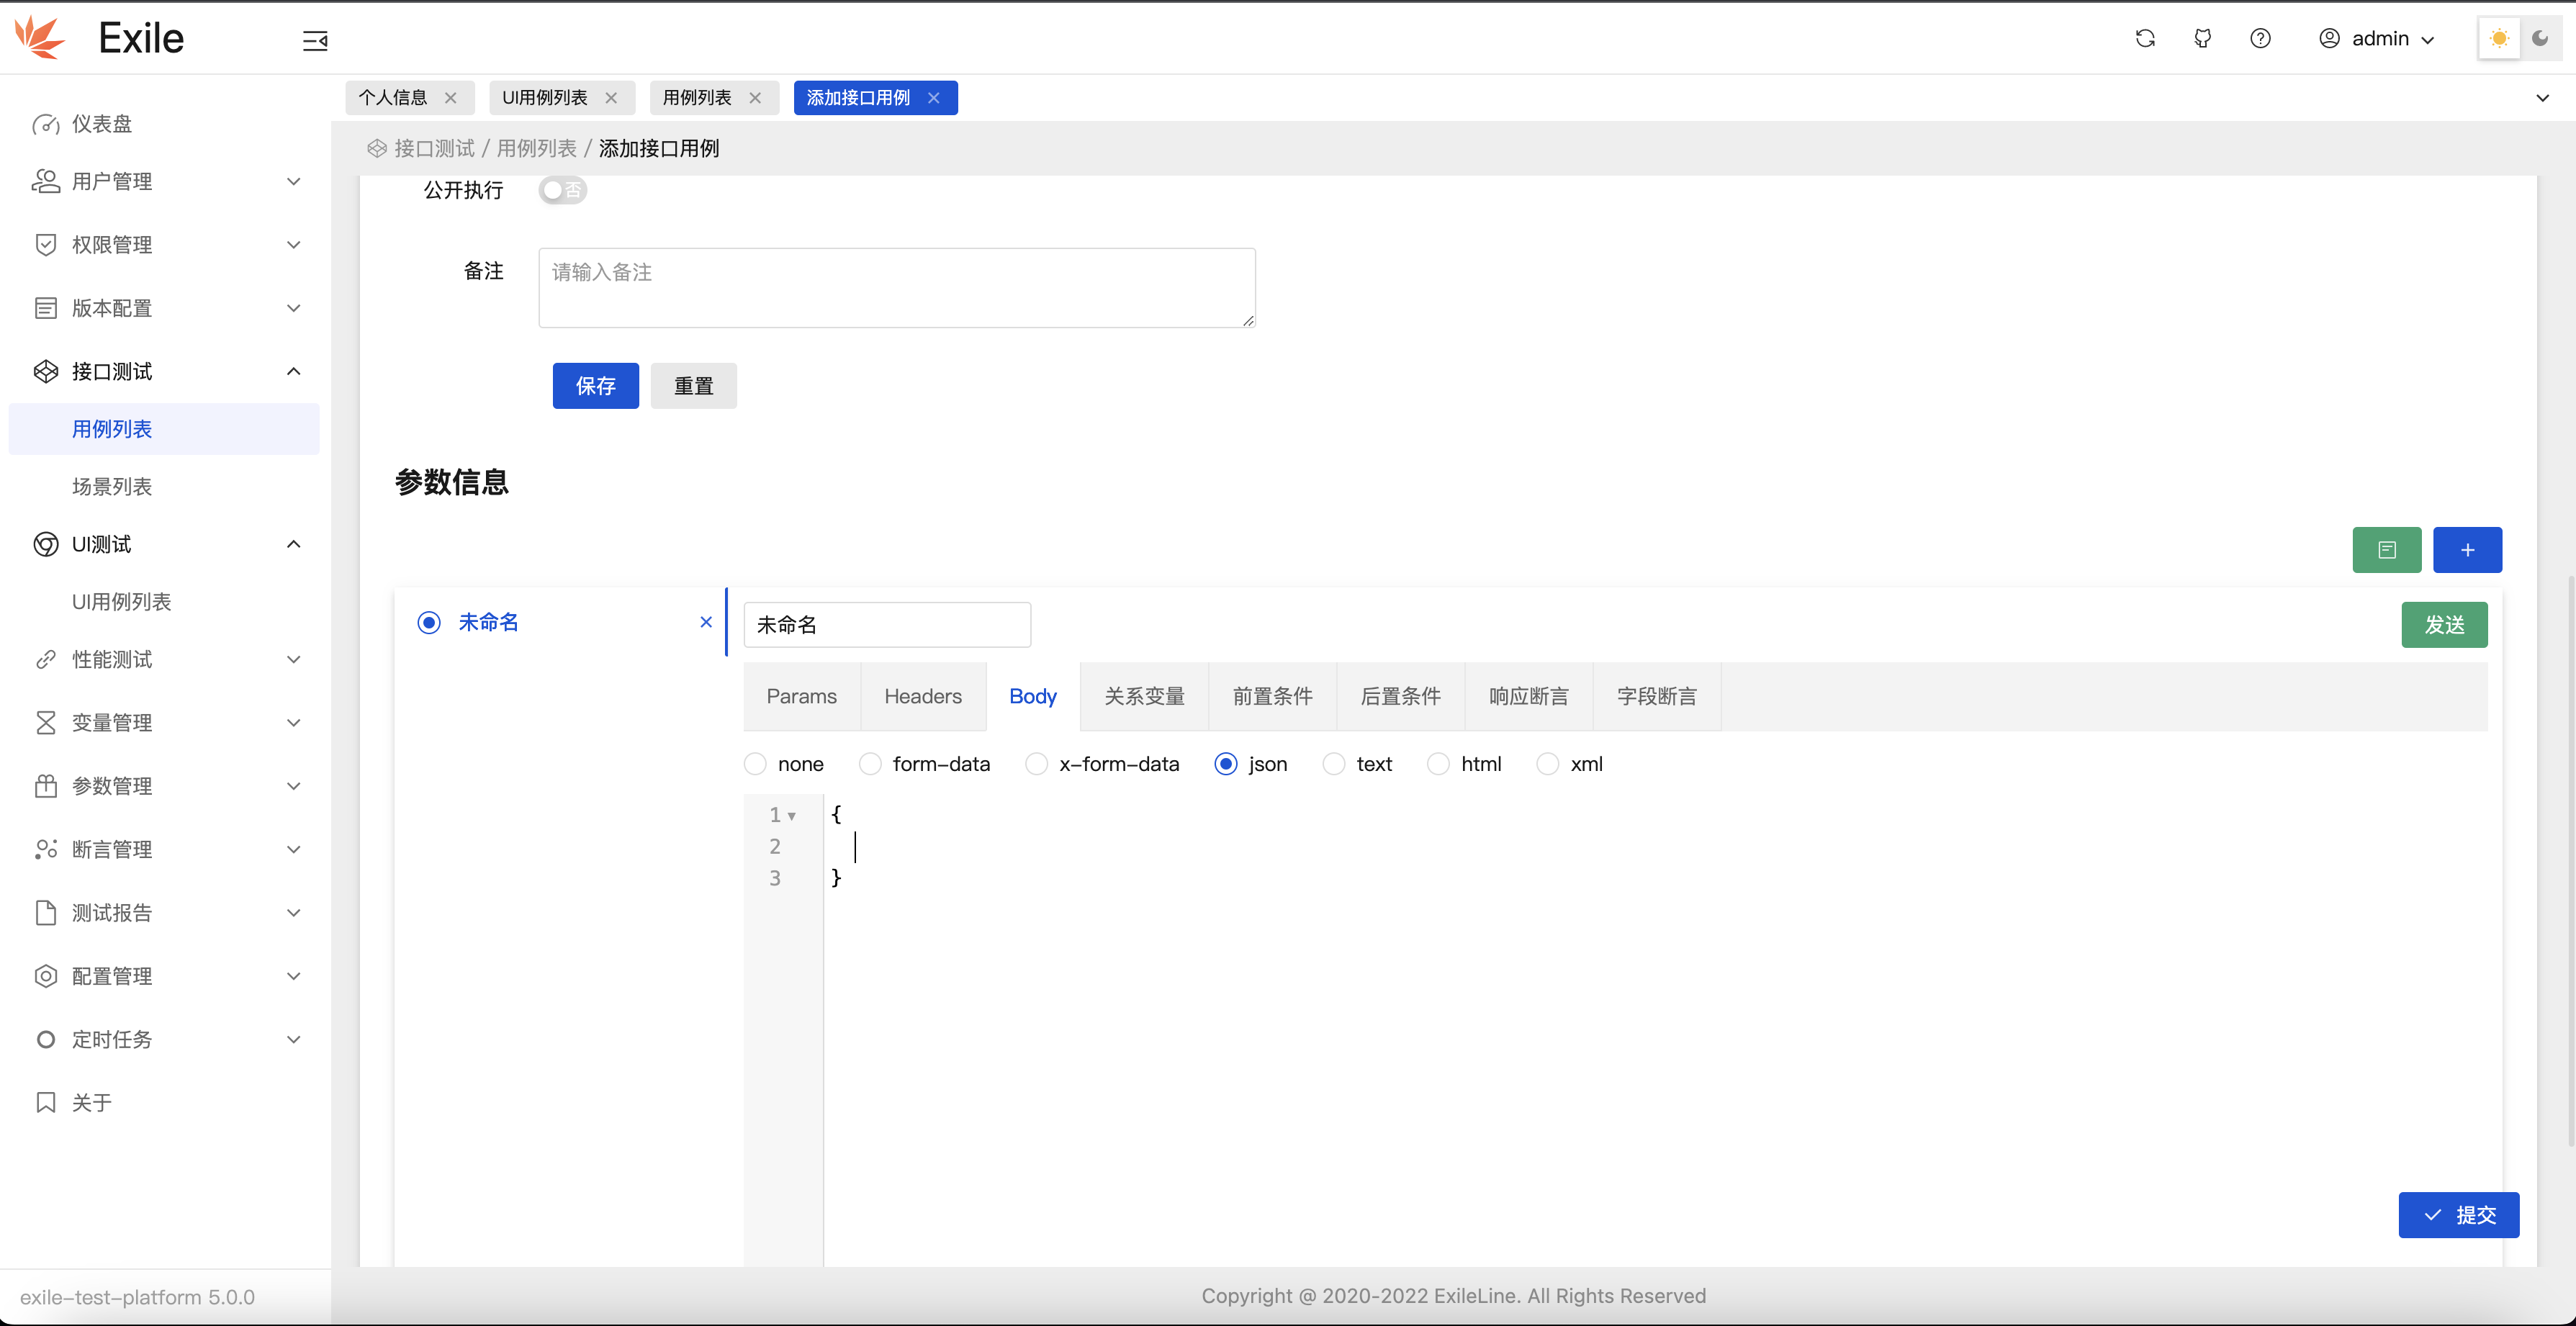 Exile
admin
个人信息
UI用例列表
用例列表
添加接口用例
接口测试 / 用例列表 / 添加接口用例
仪表盘
用户管理
权限管理
版本配置
接口测试
用例列表
场景列表
UI测试
UI用例列表
性能测试
变量管理
参数管理
断言管理
测试报告
配置管理
定时任务
关于
exile-test-platform 5.0.0
公开执行 否
备注 请输入备注
保存 重置
参数信息
未命名
未命名
发送
Params Headers Body 关系变量 前置条件 后置条件 响应断言 字段断言
none form-data x-form-data json text html xml
1 {
2
3 }
提交
Copyright @ 2020-2022 ExileLine. All Rights Reserved